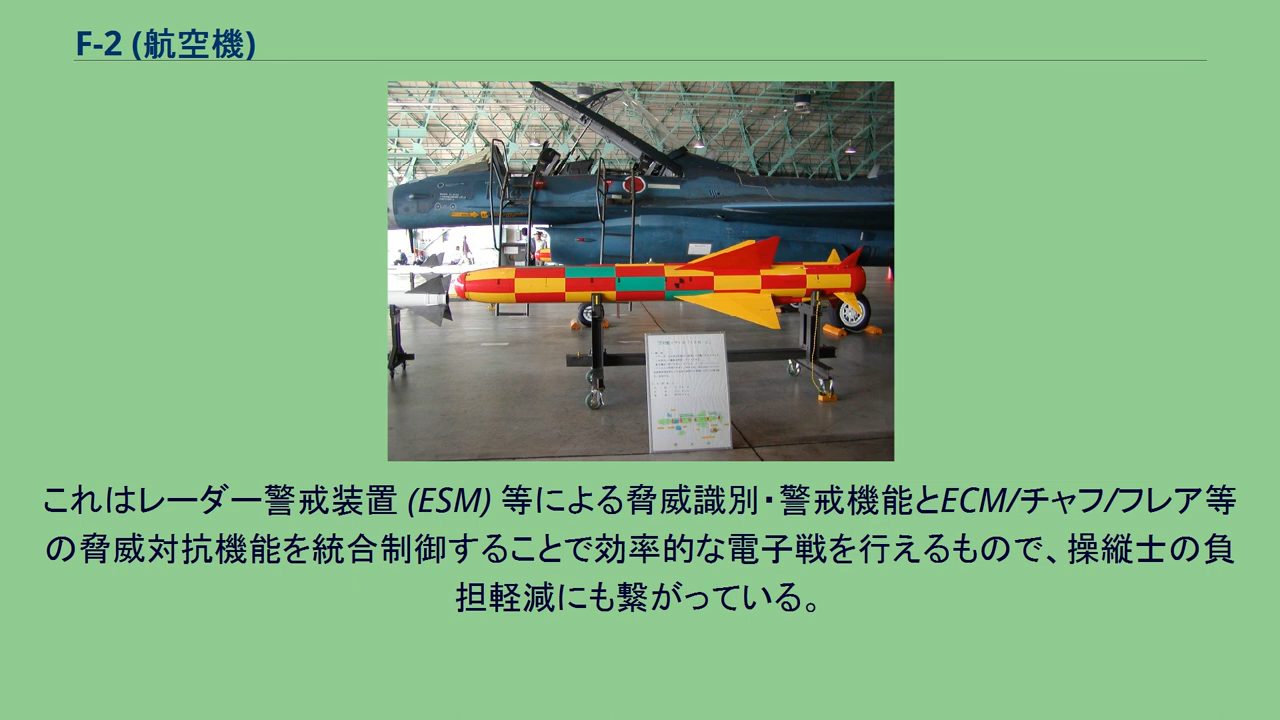 F-2 (航空機)
これはレーダー警戒装置 (ESM) 等による脅威識別・警戒機能とECM/チャフ/フレア等
の脅威対抗機能を統合制御することで効率的な電子戦を行えるもので、操縦士の負
担軽減にも繋がっている。